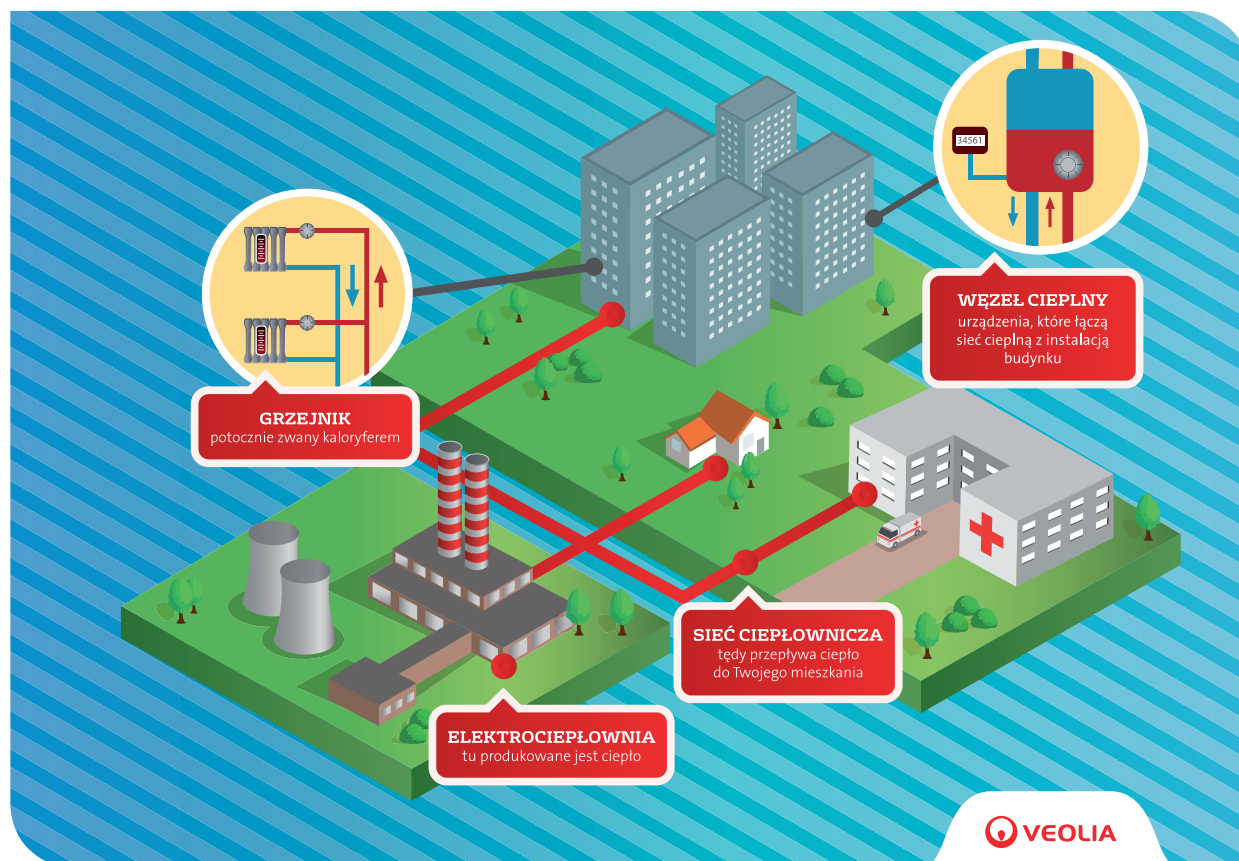 34561
WĘZEŁ CIEPLNY
urządzenia, które łączą
sieć cieplną z instalacją
budynku
GRZEJNIK
potocznie zwany kaloryferem
SIEĆ CIEPŁOWNICZA
tędy przepływa ciepło
do Twojego mieszkania
ELEKTROCIEPŁOWNIA
tu produkowane jest ciepło
VEOLIA